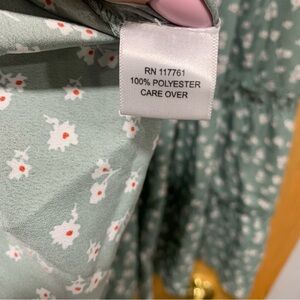 RN 117761
100% POLYESTER
CARE OVER